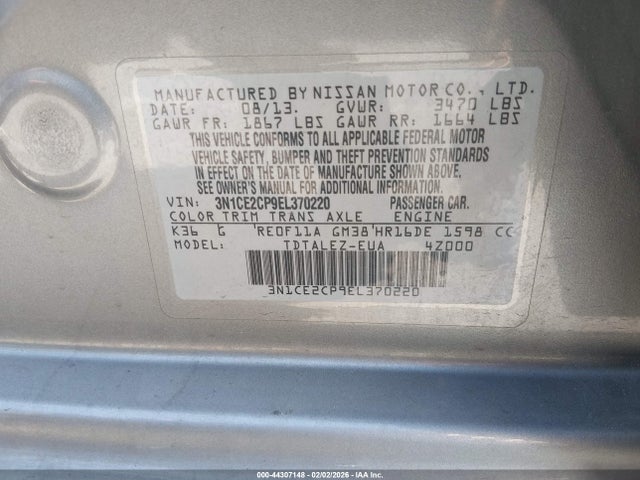 MANUFACTURED BY NISSAN MOTOR CO., LTD.
DATE: 08/13. GVWR: 3470 LBS
GAWR FR: 1867 LBS GAWR RR: 1664 LBS
THIS VEHICLE CONFORMS TO ALL APPLICABLE FEDERAL MOTOR
VEHICLE SAFETY, BUMPER AND THEFT PREVENTION STANDARDS
IN EFFECT ON THE DATE OF MANUFACTURE SHOWN ABOVE.
SEE OWNER'S MANUAL FOR ADDITIONAL INFORMATION.
VIN: 3N1CE2CP9EL370220 PASSENGER CAR.
COLOR TRIM TRANS AXLE ENGINE
K36 G 'RE0F11A GM38'HR16DE 1598 CC
MODEL: TDTALEZ-EUA 4Z000
3N1CE2CP9EL370220
000-44307148 - 02/02/2026 - IAA Inc.